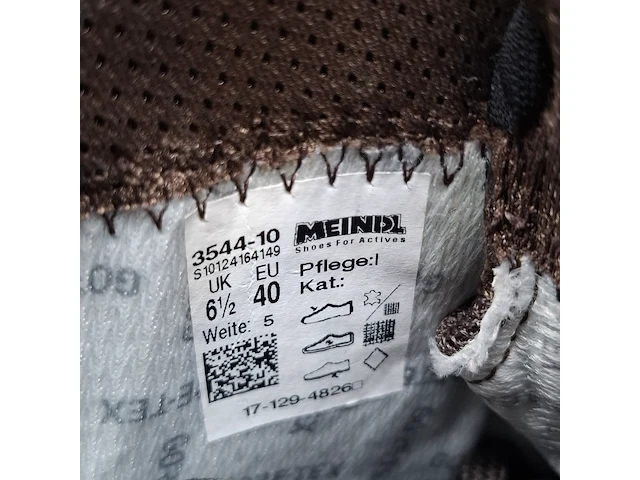 MEINDL
Shoes For Actives
3544-10
S10124164149
UK EU
6½ 40
Weite: 5
Pflege:I
Kat.:
17-129-4826